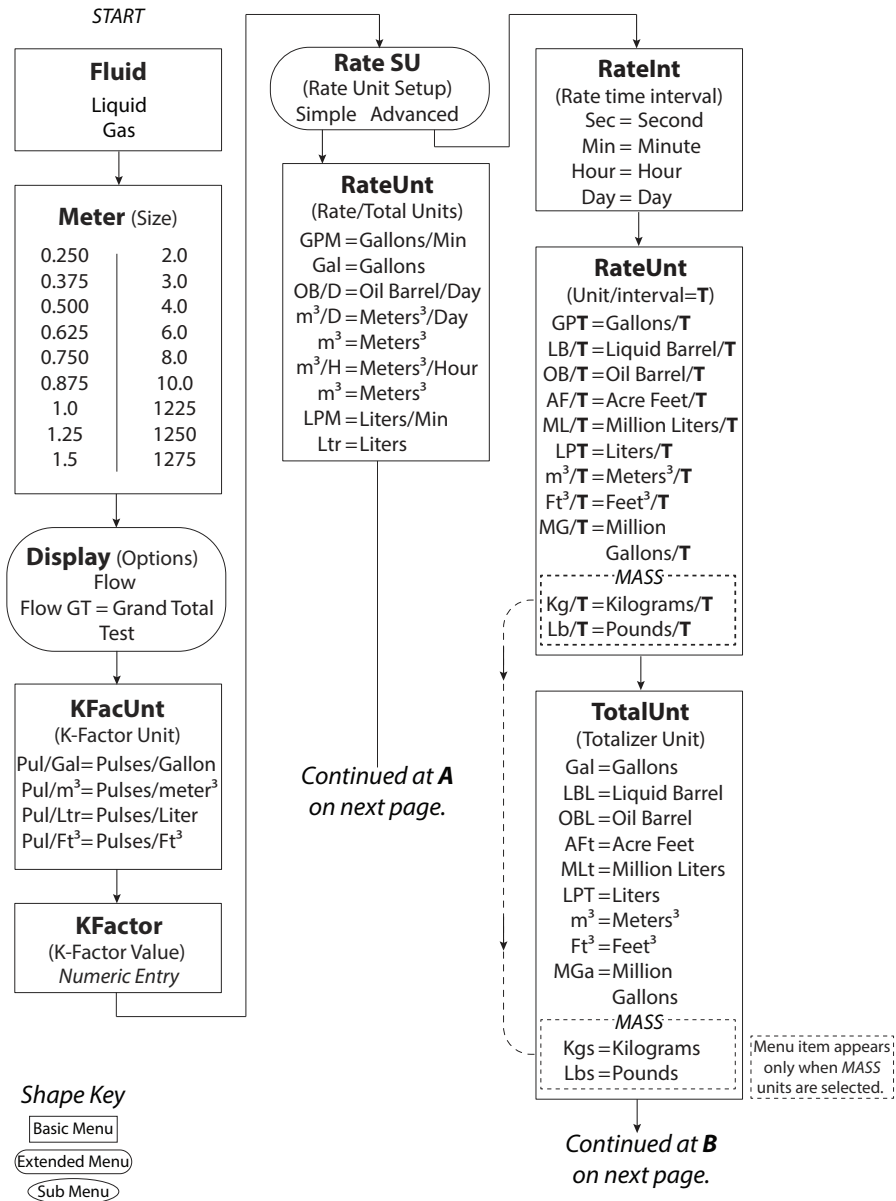 START
Fluid
Liquid
Gas
Meter (Size)
0.250 2.0
0.375 3.0
0.500 4.0
0.625 6.0
0.750 8.0
0.875 10.0
1.0 1225
1.25 1250
1.5 1275
Display (Options)
Flow
Flow GT = Grand Total
Test
KFacUnt
(K-Factor Unit)
Pul/Gal= Pulses/Gallon
Pul/m³= Pulses/meter³
Pul/Ltr= Pulses/Liter
Pul/Ft³= Pulses/Ft³
KFactor
(K-Factor Value)
Numeric Entry
Shape Key
Basic Menu
Extended Menu
Sub Menu
Rate SU
(Rate Unit Setup)
Simple Advanced
RateUnt
(Rate/Total Units)
GPM = Gallons/Min
Gal = Gallons
OB/D = Oil Barrel/Day
m³/D = Meters³/Day
m³ = Meters³
m³/H = Meters³/Hour
m³ = Meters³
LPM = Liters/Min
Ltr = Liters
Continued at A
on next page.
RateInt
(Rate time interval)
Sec = Second
Min = Minute
Hour = Hour
Day = Day
RateUnt
(Unit/interval=T)
GPT = Gallons/T
LB/T = Liquid Barrel/T
OB/T = Oil Barrel/T
AF/T = Acre Feet/T
ML/T = Million Liters/T
LPT = Liters/T
m³/T = Meters³/T
Ft³/T = Feet³/T
MG/T = Million
Gallons/T
MASS
Kg/T = Kilograms/T
Lb/T = Pounds/T
TotalUnt
(Totalizer Unit)
Gal = Gallons
LBL = Liquid Barrel
OBL = Oil Barrel
AFt = Acre Feet
MLt = Million Liters
LPT = Liters
m³ = Meters³
Ft³ = Feet³
MGa = Million
Gallons
MASS
Kgs = Kilograms
Lbs = Pounds
Menu item appears
only when MASS
units are selected.
Continued at B
on next page.